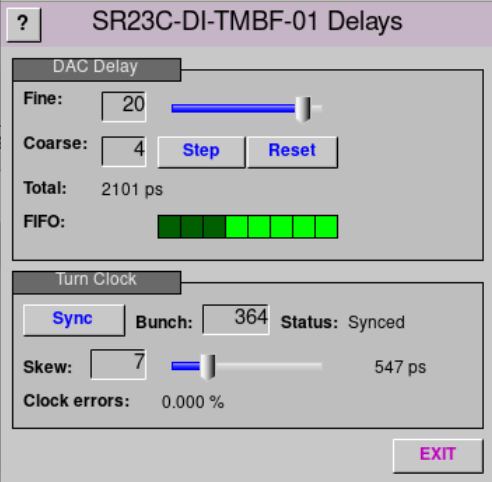 ?
SR23C-DI-TMBF-01 Delays
DAC Delay
Fine: 20
Coarse: 4 Step Reset
Total: 2101 ps
FIFO:
Turn Clock
Sync Bunch: 364 Status: Synced
Skew: 7 547 ps
Clock errors: 0.000 %
EXIT